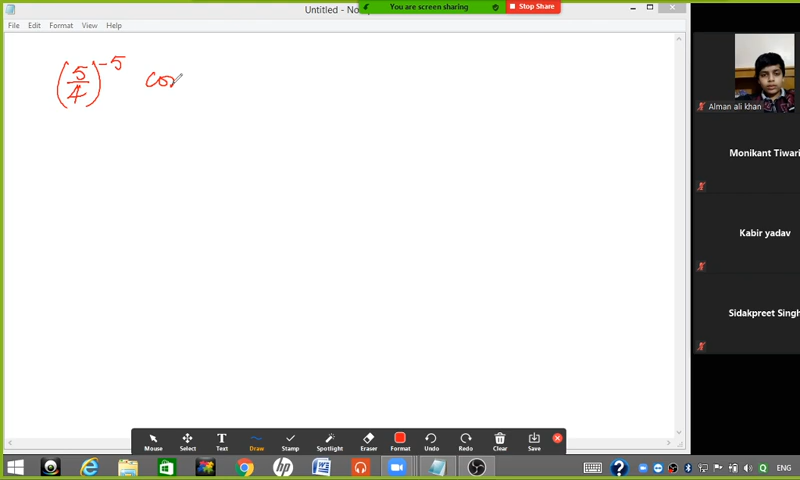 Untitled - No
You are screen sharing
Stop Share
File Edit Format View Help
(5/4)^-5 con
Alman ali khan
Monikant Tiwari
Kabir yadav
Sidakpreet Singh
Mouse Select Text Draw Stamp Spotlight Eraser Format Undo Redo Clear Save
ENG